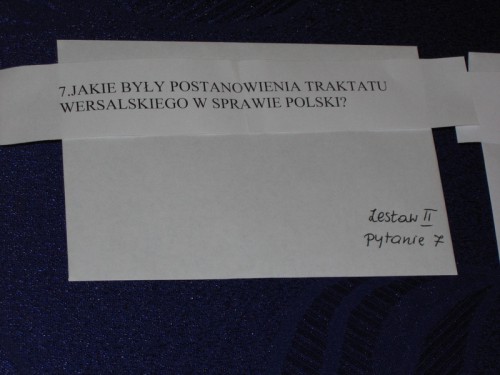 7.JAKIE BYŁY POSTANOWIENIA TRAKTATU
WERSALSKIEGO W SPRAWIE POLSKI?
Zestaw II
pytanie 7